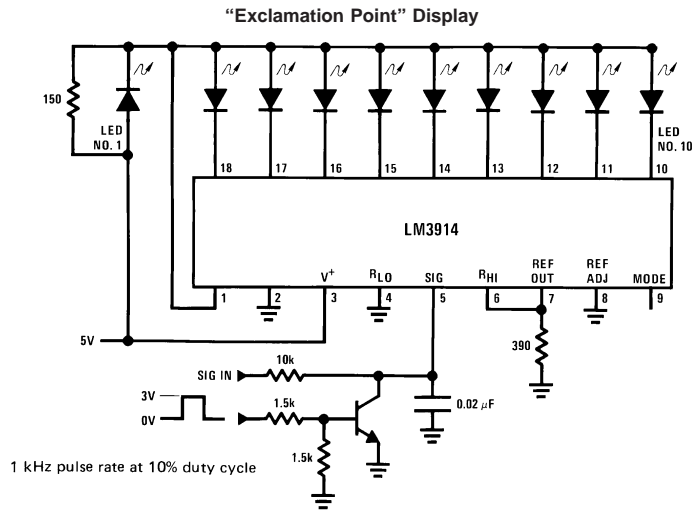 “Exclamation Point” Display
150
LED
NO. 1
LED
NO. 10
18 17 16 15 14 13 12 11 10
LM3914
V+ RLO SIG RHI REF OUT REF ADJ MODE
1 2 3 4 5 6 7 8 9
5V
390
10k
SIG IN
3V
0V
1.5k
0.02 μF
1.5k
1 kHz pulse rate at 10% duty cycle